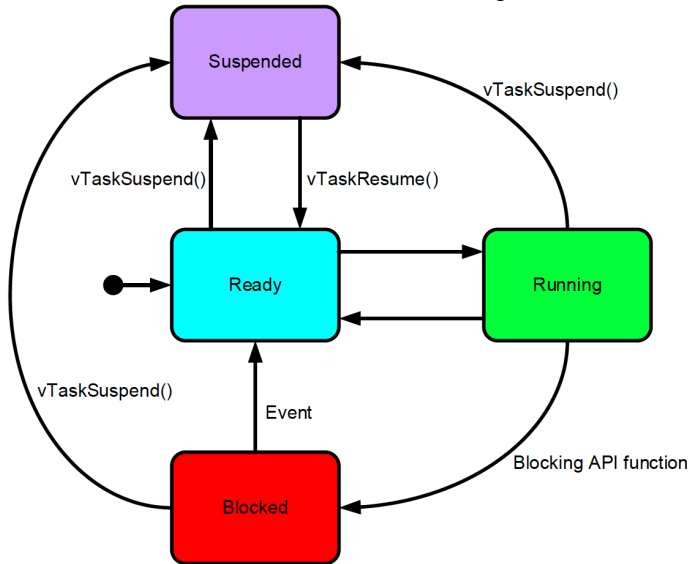 Suspended
vTaskSuspend()
vTaskSuspend()
vTaskResume()
Ready
Running
vTaskSuspend()
Event
Blocking API function
Blocked